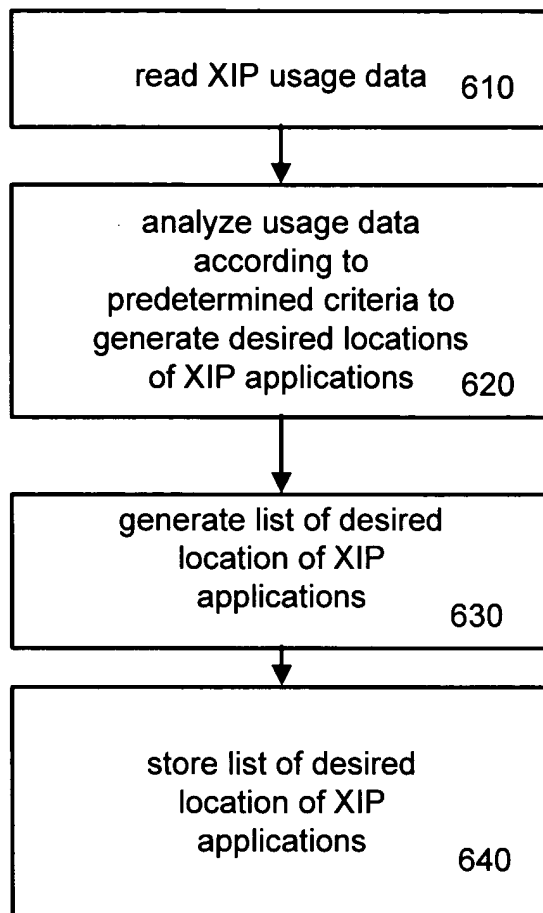 read XIP usage data 610
analyze usage data
according to
predetermined criteria to
generate desired locations
of XIP applications 620
generate list of desired
location of XIP
applications
630
store list of desired
location of XIP
applications
640